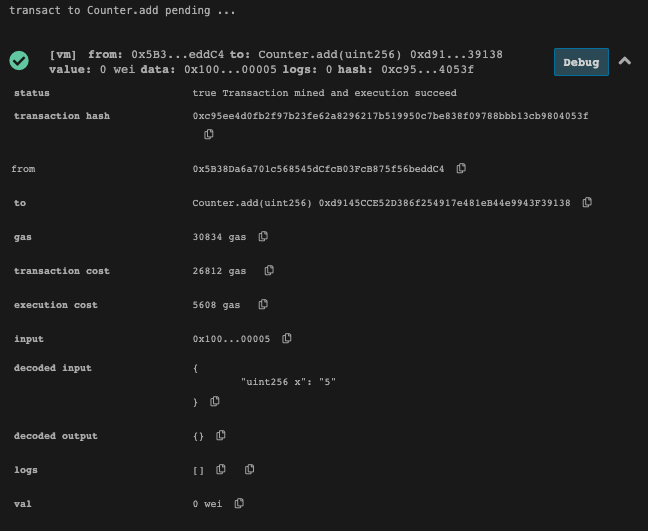 transact to Counter.add pending ...
[vm] from: 0x5B3...eddC4 to: Counter.add(uint256) 0xd91...39138
value: 0 wei data: 0x100...00005 logs: 0 hash: 0xc95...4053f
Debug
status true Transaction mined and execution succeed
transaction hash 0xc95ee4d0fb2f97b23fe62a8296217b519950c7be838f09788bbb13cb9804053f
from 0x5B38Da6a701c568545dCfcB03FcB875f56beddC4
to Counter.add(uint256) 0xd9145CCE52D386f254917e481eB44e9943F39138
gas 30834 gas
transaction cost 26812 gas
execution cost 5608 gas
input 0x100...00005
decoded input {
"uint256 x": "5"
}
decoded output {}
logs []
val 0 wei